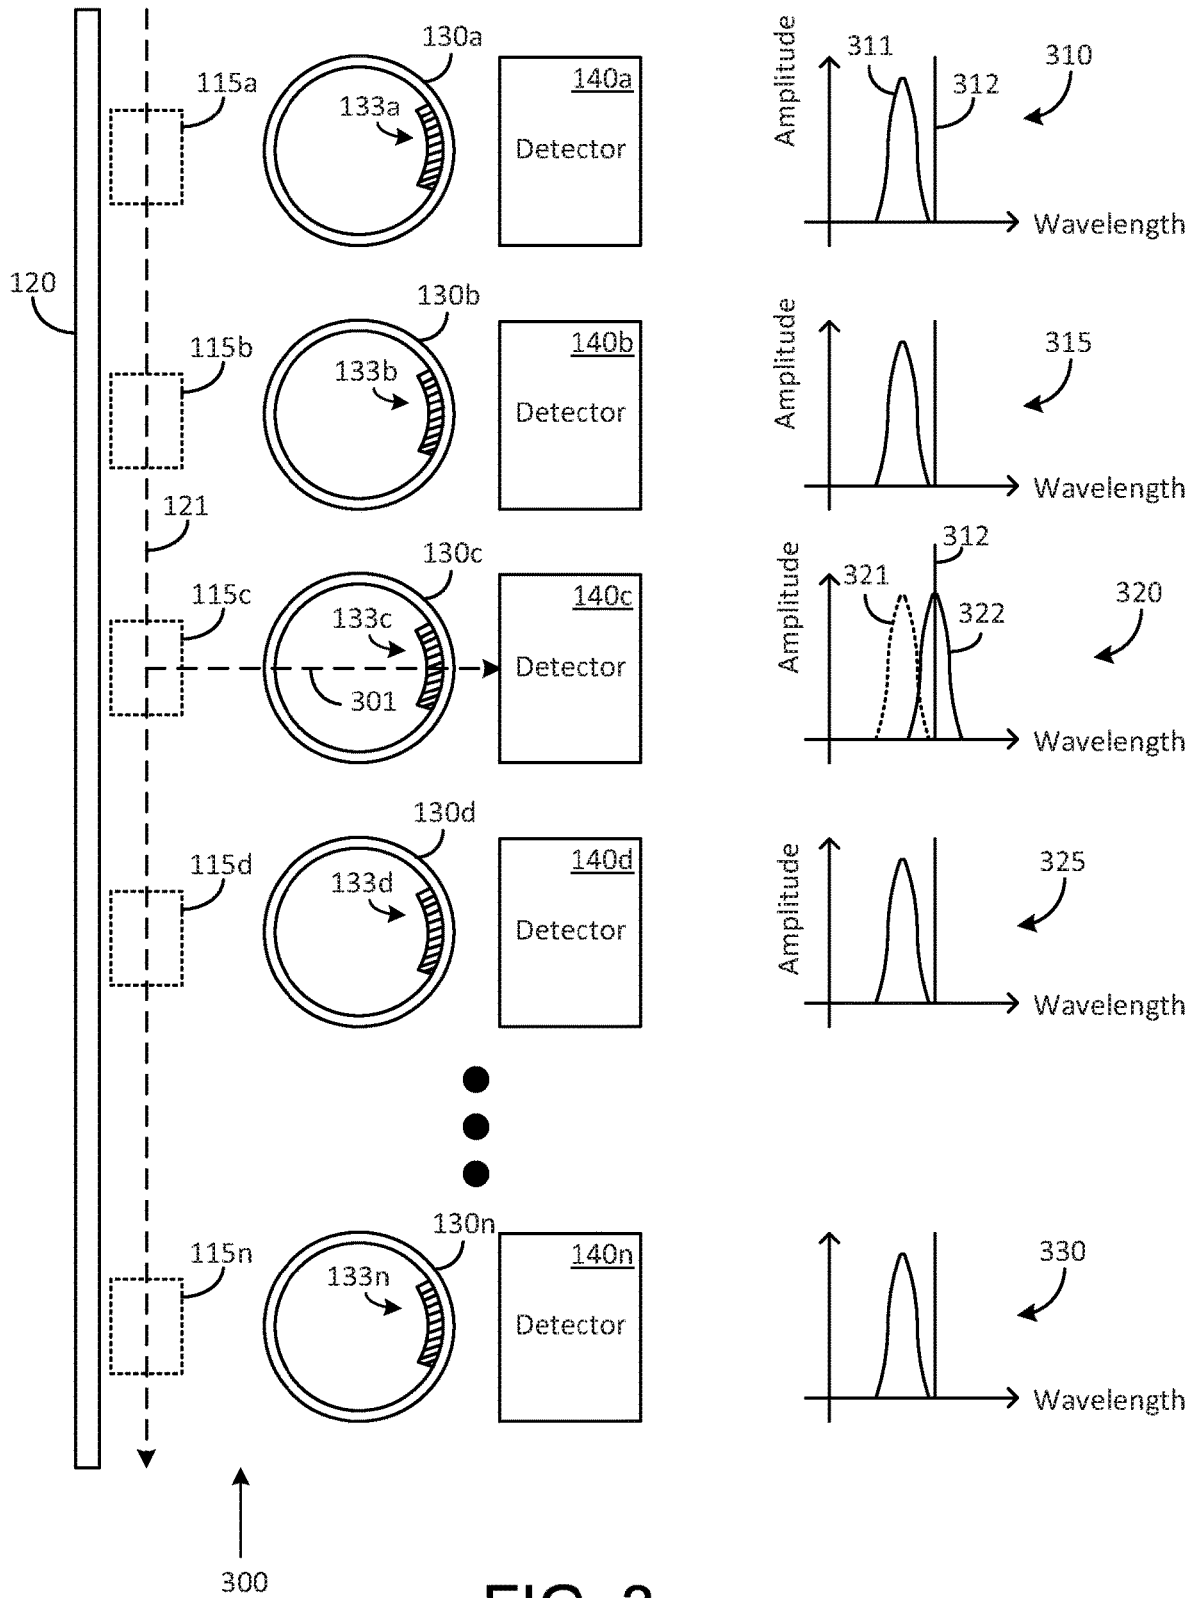 130a
115a
133a
140a
Detector
Amplitude
311
312
310
Wavelength
120
130b
115b
133b
140b
Detector
Amplitude
315
Wavelength
121
130c
115c
133c
301
140c
Detector
Amplitude
312
321
322
320
Wavelength
130d
115d
133d
140d
Detector
Amplitude
325
Wavelength
130n
115n
133n
140n
Detector
330
Wavelength
300
FIG. 3